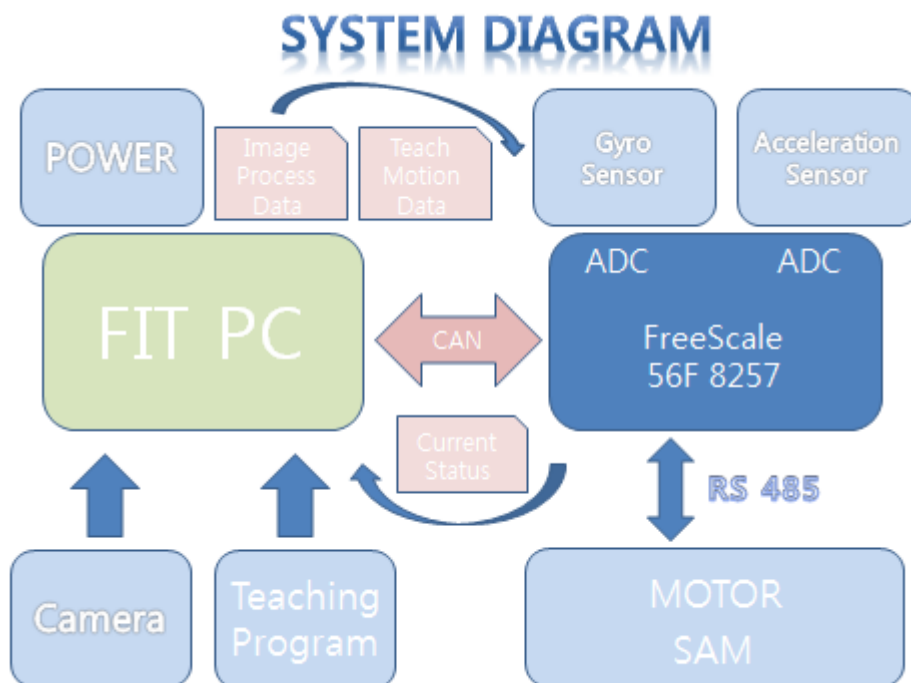 SYSTEM DIAGRAM
POWER
Image
Process
Data
Teach
Motion
Data
Gyro
Sensor
Acceleration
Sensor
FIT PC
CAN
ADC
ADC
FreeScale
56F 8257
Current
Status
RS 485
Camera
Teaching
Program
MOTOR
SAM